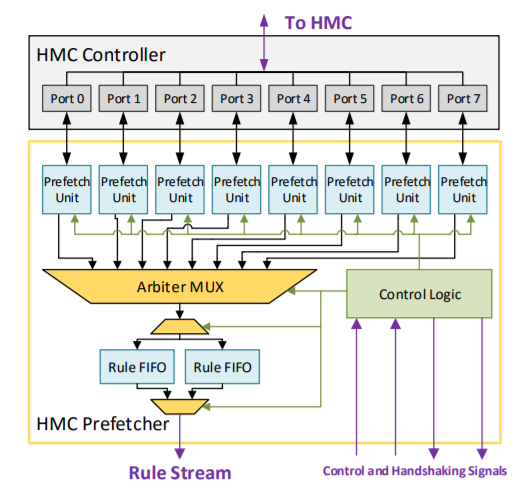 To HMC
HMC Controller
Port 0 Port 1 Port 2 Port 3 Port 4 Port 5 Port 6 Port 7
Prefetch Prefetch Prefetch Prefetch Prefetch Prefetch Prefetch Prefetch
Unit Unit Unit Unit Unit Unit Unit Unit
Arbiter MUX
Control Logic
Rule FIFO Rule FIFO
HMC Prefetcher
Rule Stream
Control and Handshaking Signals